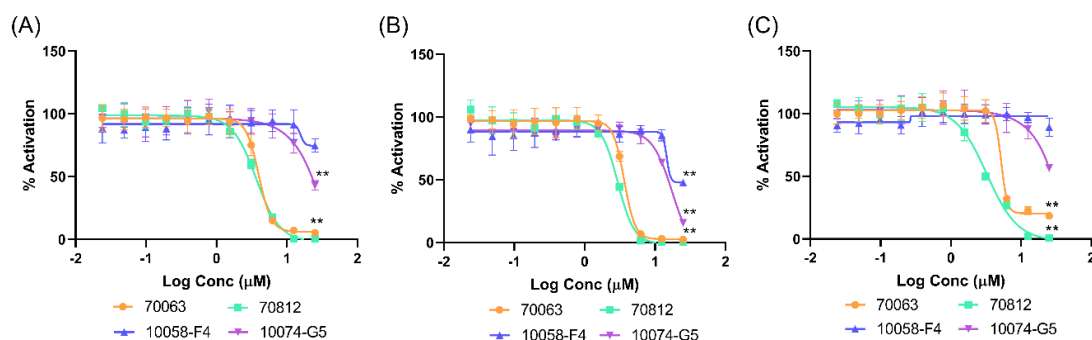 (A)
150
100
50
0
% Activation
**
**
-2
-1
0
1
2
Log Conc (μM)
70063
70812
10058-F4
10074-G5
(B)
150
100
50
0
% Activation
**
**
**
-2
-1
0
1
2
Log Conc (μM)
70063
70812
10058-F4
10074-G5
(C)
150
100
50
0
% Activation
**
**
-2
-1
0
1
2
Log Conc (μM)
70063
70812
10058-F4
10074-G5